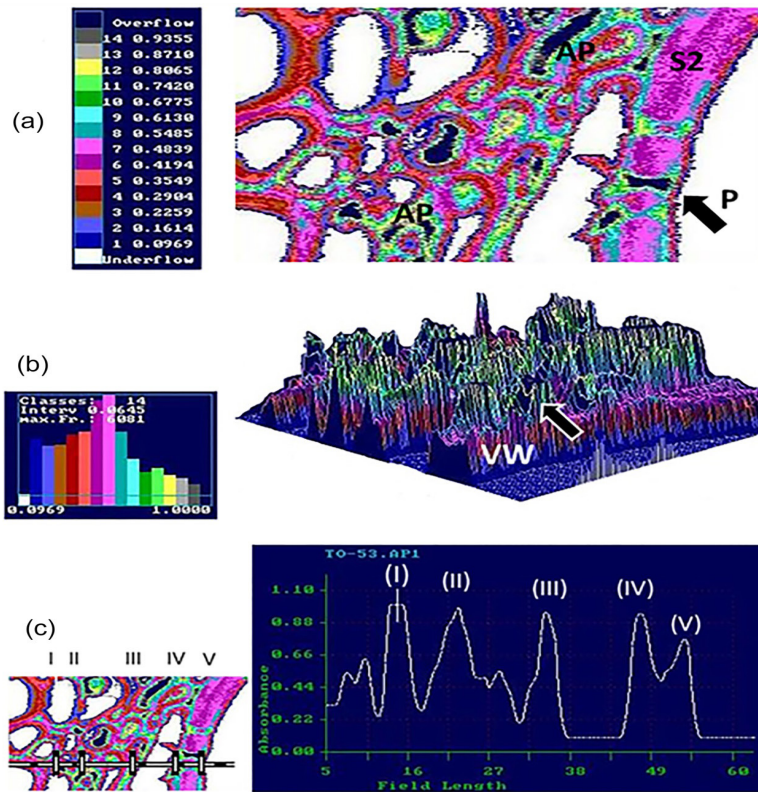 (a)
Overflow
14 0.9355
13 0.8710
12 0.8065
11 0.7420
10 0.6775
9 0.6130
8 0.5485
7 0.4839
6 0.4194
5 0.3549
4 0.2904
3 0.2259
2 0.1614
1 0.0969
Underflow
AP
S2
AP
P
(b)
Classes: 14
Interv 0.0645
max.Fr.: 6081
0.0969 1.0000
VW
(c)
I II III IV V
TO-53.AP1
(I)
(II)
(III)
(IV)
(V)
Absorbance
1.10
0.88
0.66
0.44
0.22
0.00
5 16 27 38 49 60
Field Length